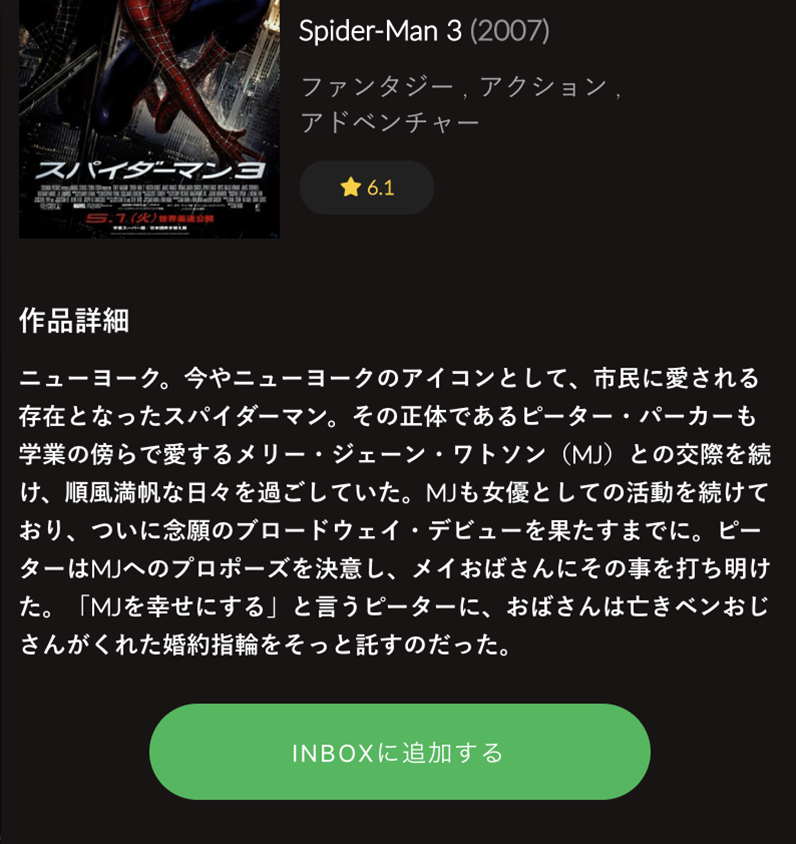 Spider-Man 3 (2007)
ファンタジー , アクション ,
アドベンチャー
★ 6.1
スパイダーマン3
5.1(火)世界最速公開
作品詳細
ニューヨーク。今やニューヨークのアイコンとして、市民に愛される
存在となったスパイダーマン。その正体であるピーター・パーカーも
学業の傍らで愛するメリー・ジェーン・ワトソン（MJ）との交際を続
け、順風満帆な日々を過ごしていた。MJも女優としての活動を続けて
おり、ついに念願のブロードウェイ・デビューを果たすまでに。ピー
ターはMJへのプロポーズを決意し、メイおばさんにその事を打ち明け
た。「MJを幸せにする」と言うピーターに、おばさんは亡きベンおじ
さんがくれた婚約指輪をそっと託すのだった。
INBOXに追加する